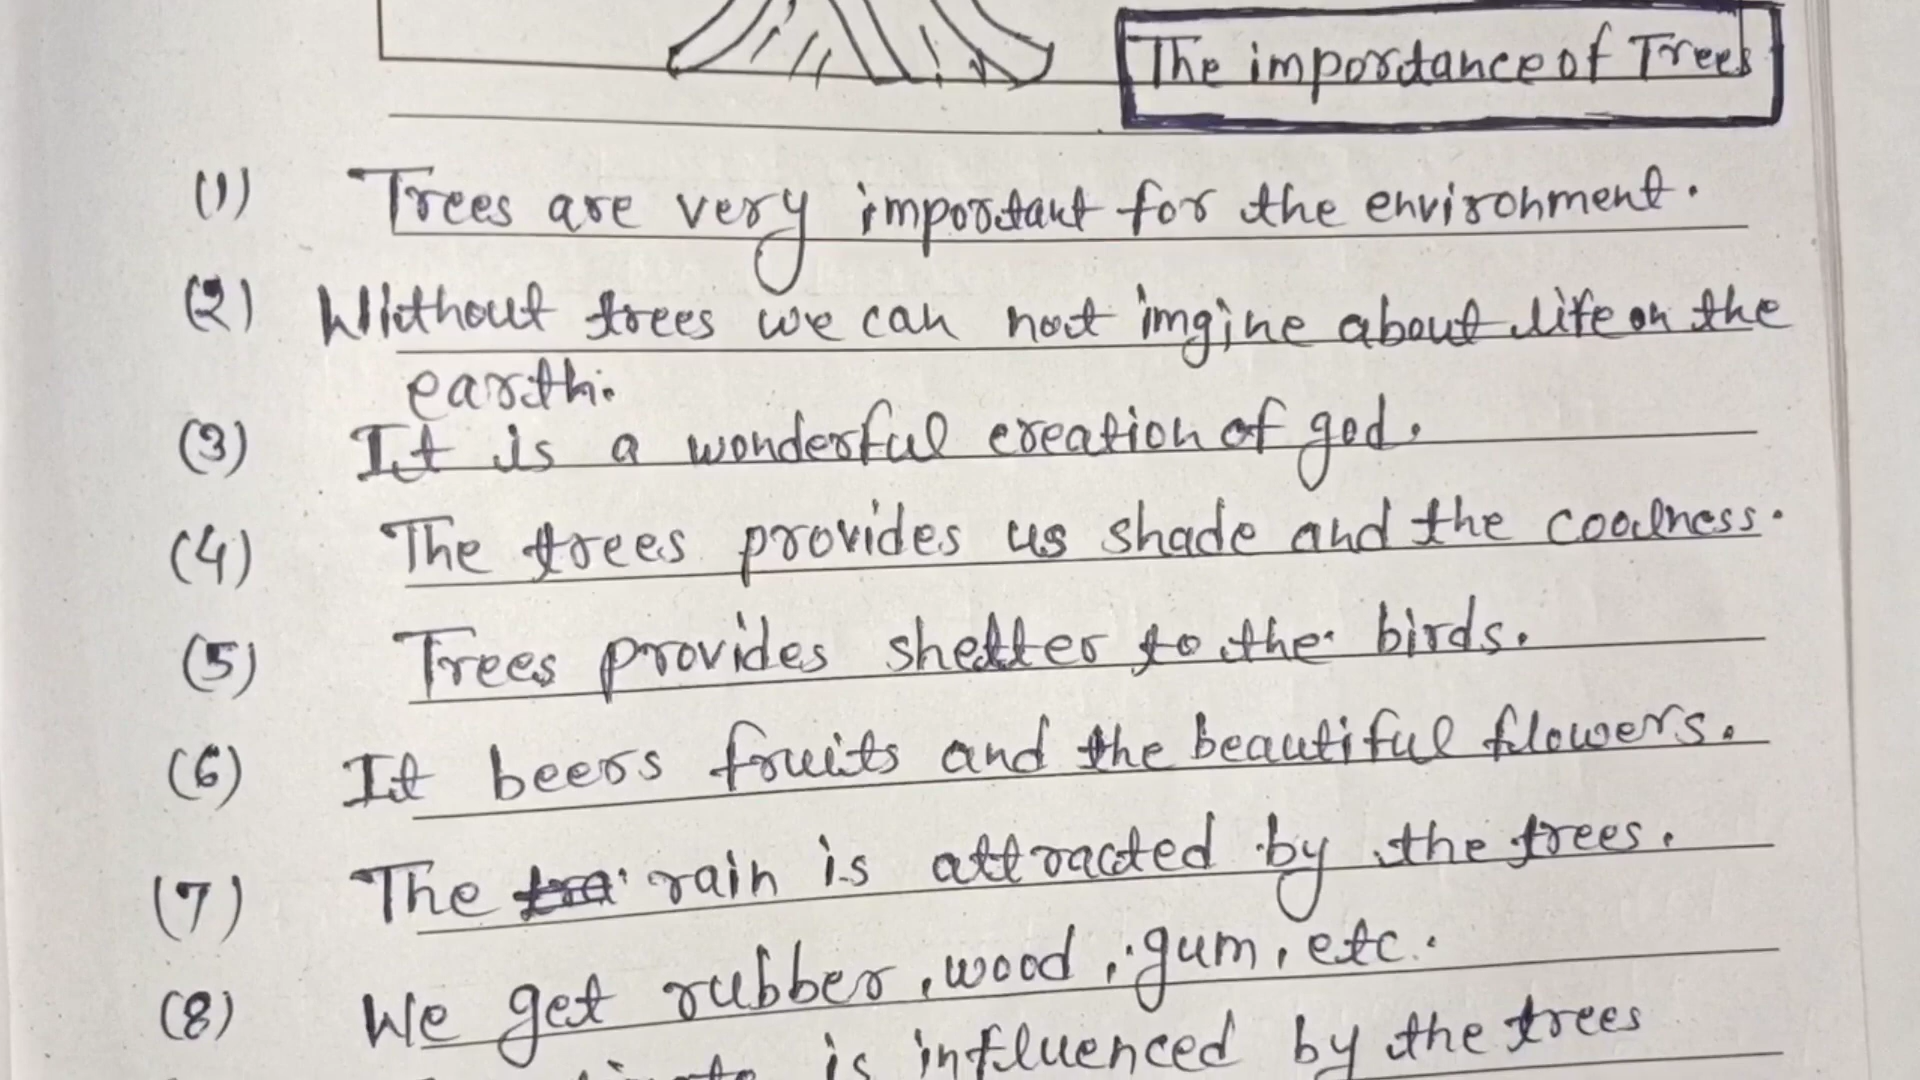 The importance of Trees
(1) Trees are very important for the environment.
(2) Without trees we can not imgine about life on the
earth.
(3) It is a wonderful creation of god.
(4) The trees provides us shade and the coolness.
(5) Trees provides shelter to the birds.
(6) It beers fruits and the beautiful flowers.
(7) The rain is attracted by the trees.
(8) We get rubber, wood, gum, etc.
is influenced by the trees